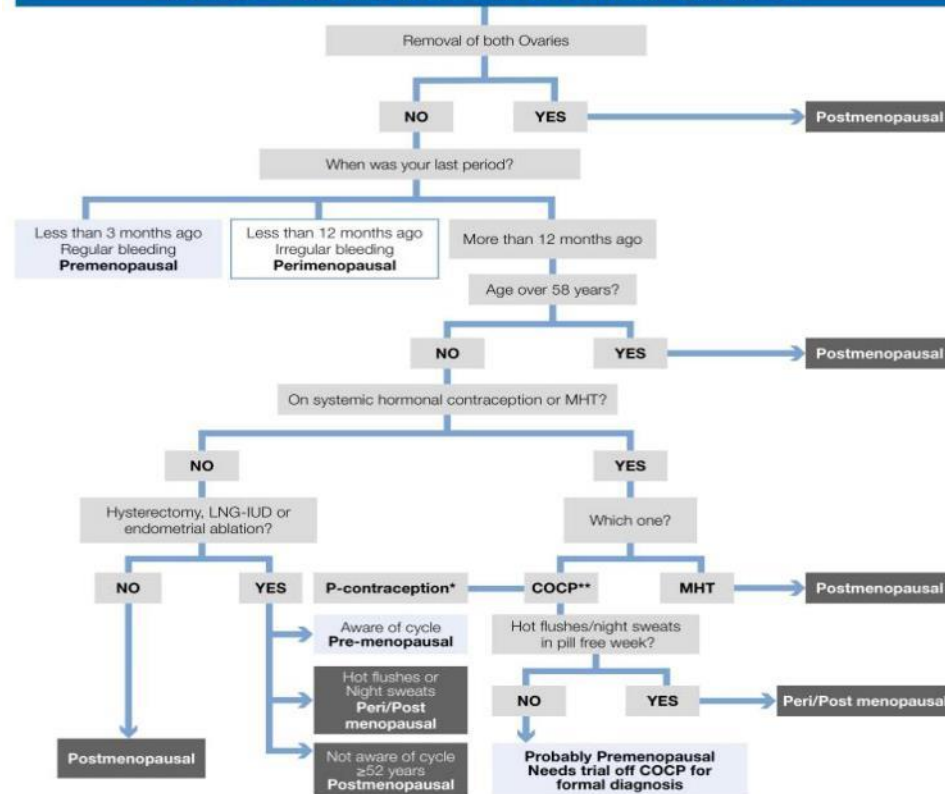 Removal of both Ovaries
NO
YES
Postmenopausal
When was your last period?
Less than 3 months ago
Regular bleeding
Premenopausal
Less than 12 months ago
Irregular bleeding
Perimenopausal
More than 12 months ago
Age over 58 years?
NO
YES
Postmenopausal
On systemic hormonal contraception or MHT?
NO
YES
Hysterectomy, LNG-IUD or
endometrial ablation?
Which one?
NO
YES
P-contraception*
COCP**
MHT
Postmenopausal
Aware of cycle
Pre-menopausal
Hot flushes/night sweats
in pill free week?
Hot flushes or
Night sweats
Peri/Post
menopausal
NO
YES
Peri/Post menopausal
Postmenopausal
Not aware of cycle
≥52 years
Postmenopausal
Probably Premenopausal
Needs trial off COCP for
formal diagnosis